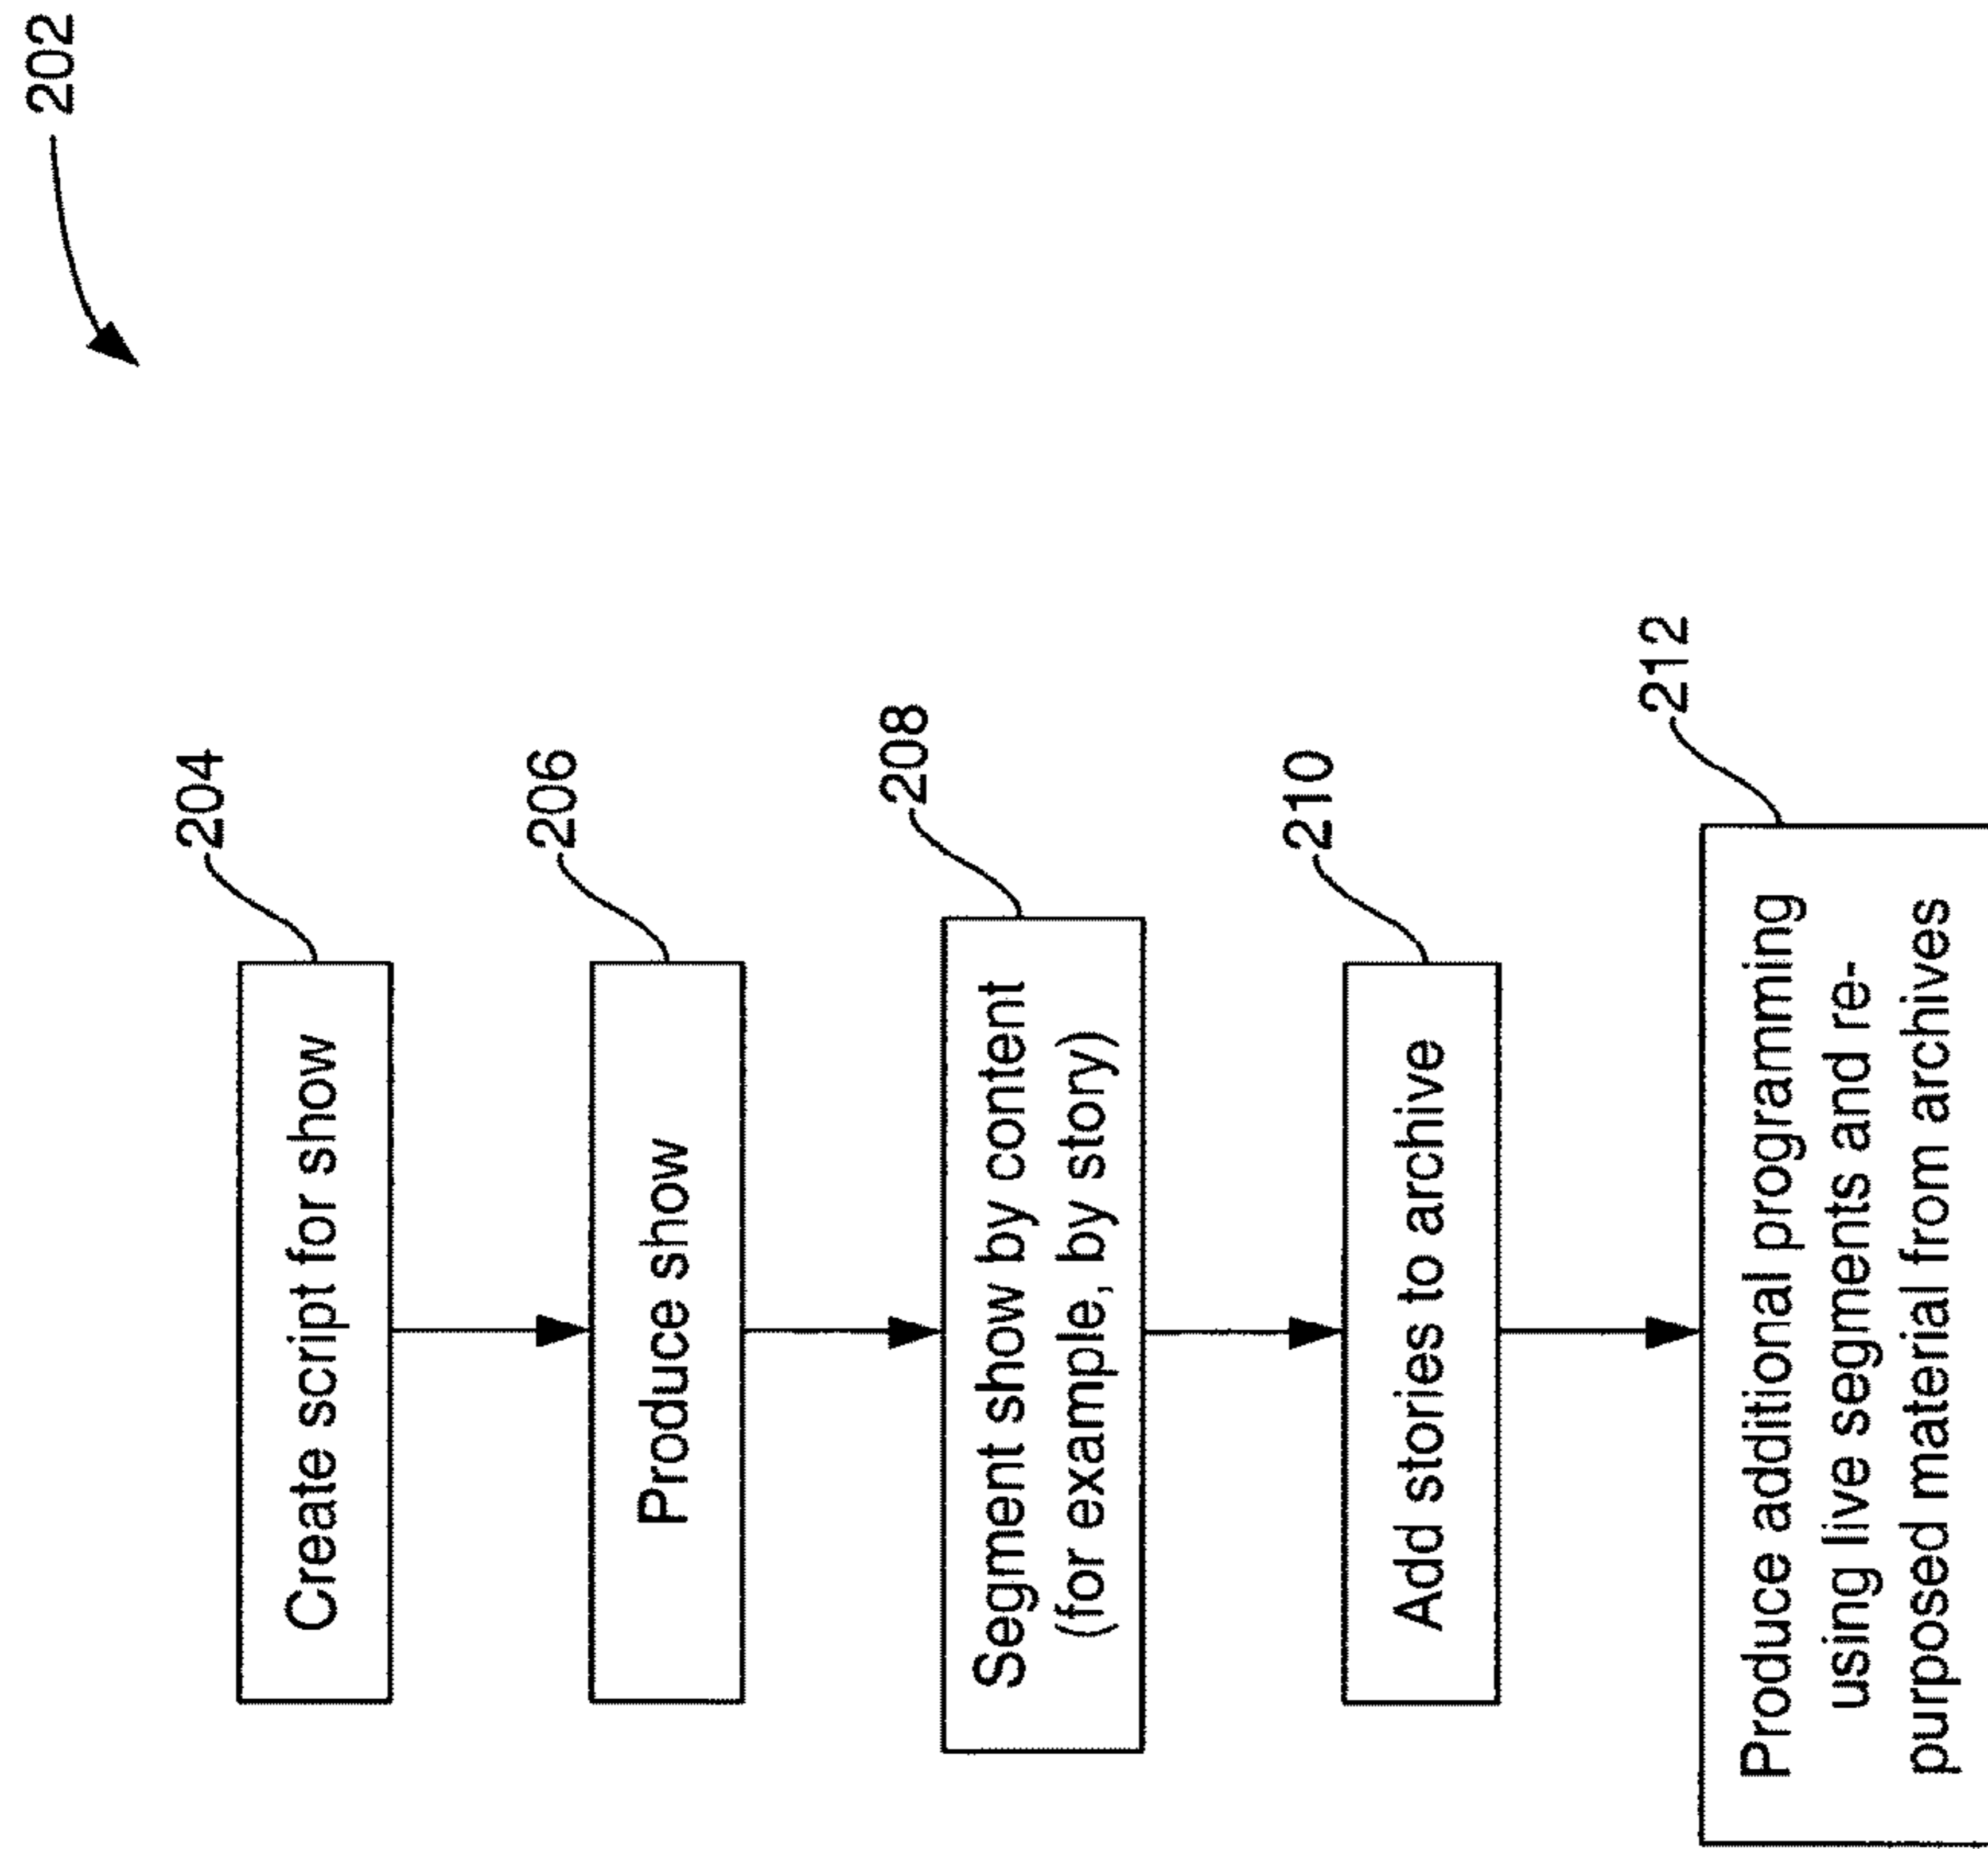 202
204
Create script for show
206
Produce show
208
Segment show by content
(for example, by story)
210
Add stories to archive
212
Produce additional programming
using live segments and re-
purposed material from archives